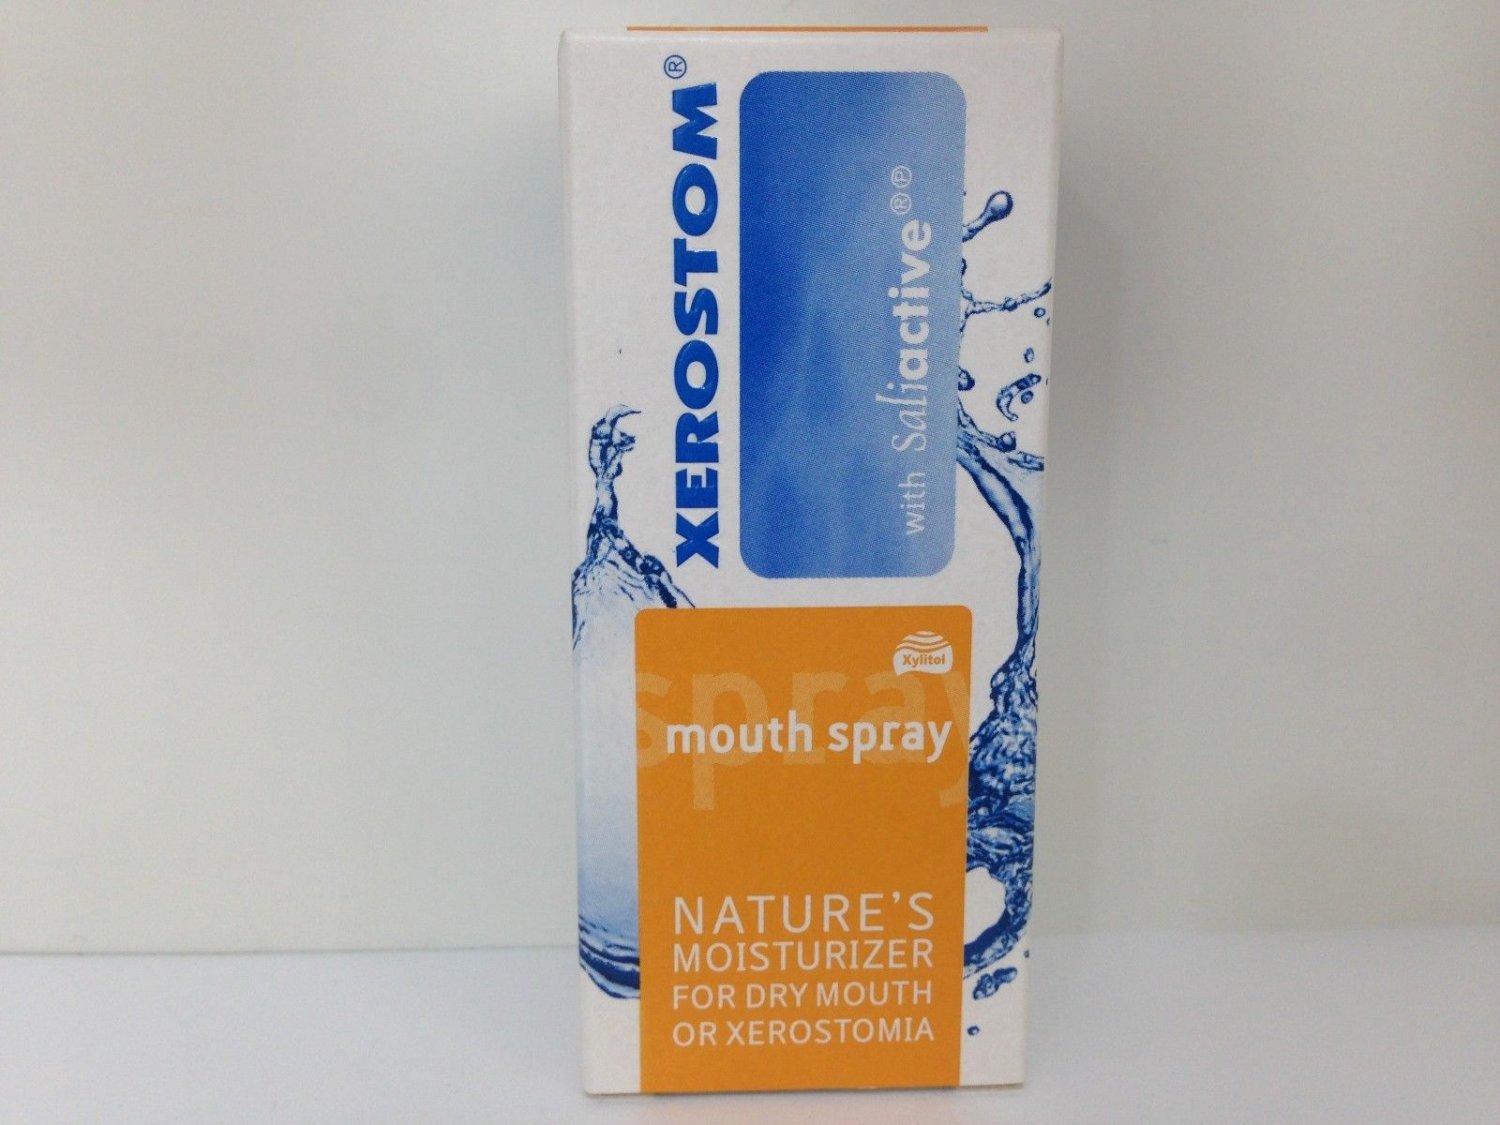 XEROSTOM®
with Saliactive®℗
Xylitol
spray
mouth spray
NATURE'S
MOISTURIZER
FOR DRY MOUTH
OR XEROSTOMIA